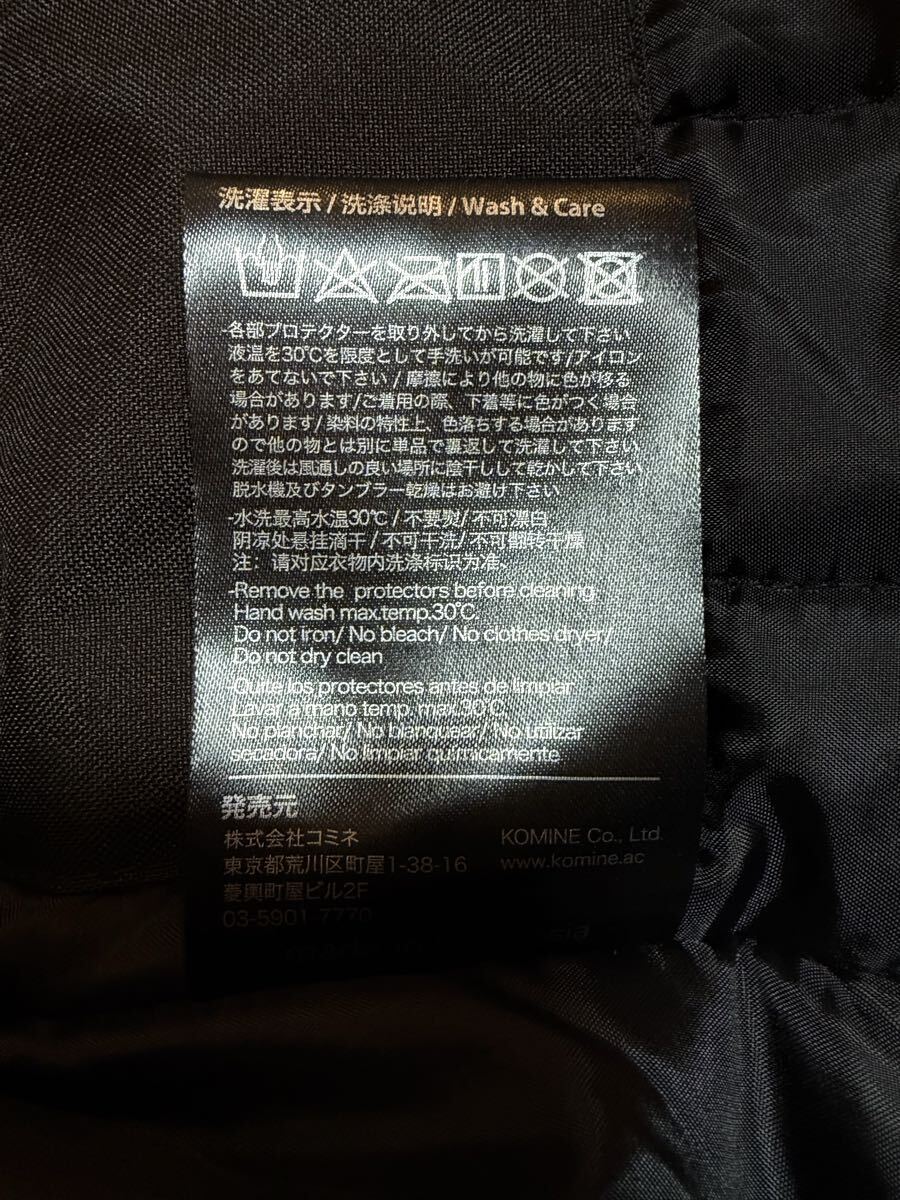 洗濯表示 / 洗涤说明 / Wash & Care
-各部プロテクターを取り外してから洗濯して下さい
液温を30℃を限度として手洗いが可能です/アイロン
をあてないで下さい / 摩擦により他の物に色が移る
場合があります/ご着用の際、下着等に色がつく場合
があります/ 染料の特性上、色落ちする場合があります
ので他の物とは別に単品で裏返して洗濯して下さい
洗濯後は風通しの良い場所に陰干しして乾かして下さい
脱水機及びタンブラー乾燥はお避け下さい
-水洗最高水温30℃ / 不要熨/ 不可漂白
阴凉处悬挂滴干 / 不可干洗/ 不可翻转干燥
注：请对应衣物内洗涤标识为准、
-Remove the protectors before cleaning
Hand wash max.temp.30℃.
Do not iron/ No bleach/ No clothes dryer/
Do not dry clean
-Quite los protectores antes de limpiar
Lavar a mano temp. max.30℃
No planchar/ No blanquear/ No utilizar
secadora/ No limpiar quimicamente
発売元
株式会社コミネ KOMINE Co., Ltd.
東京都荒川区町屋1-38-16 www.komine.ac
菱興町屋ビル2F
03-5901-7770
made in